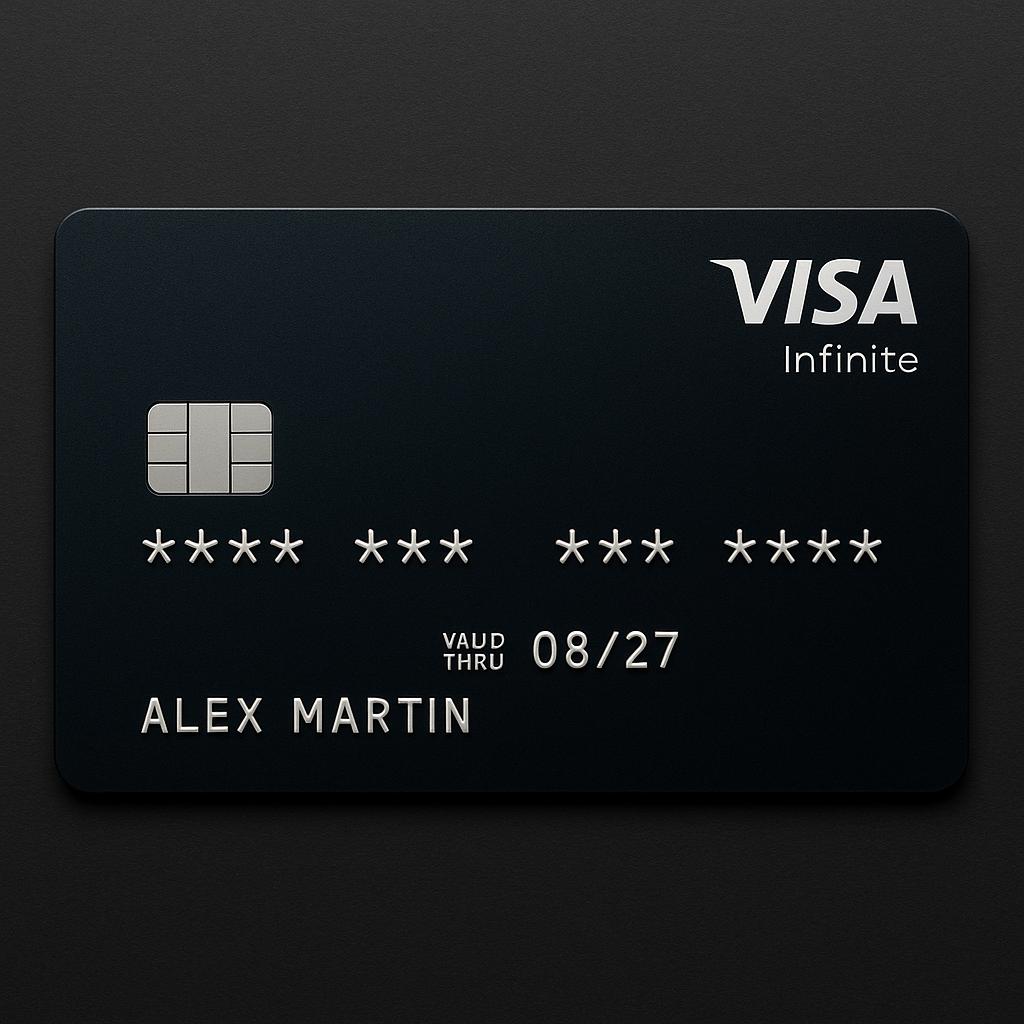 VISA
Infinite
**** *** *** ****
VAUD
THRU 08/27
ALEX MARTIN